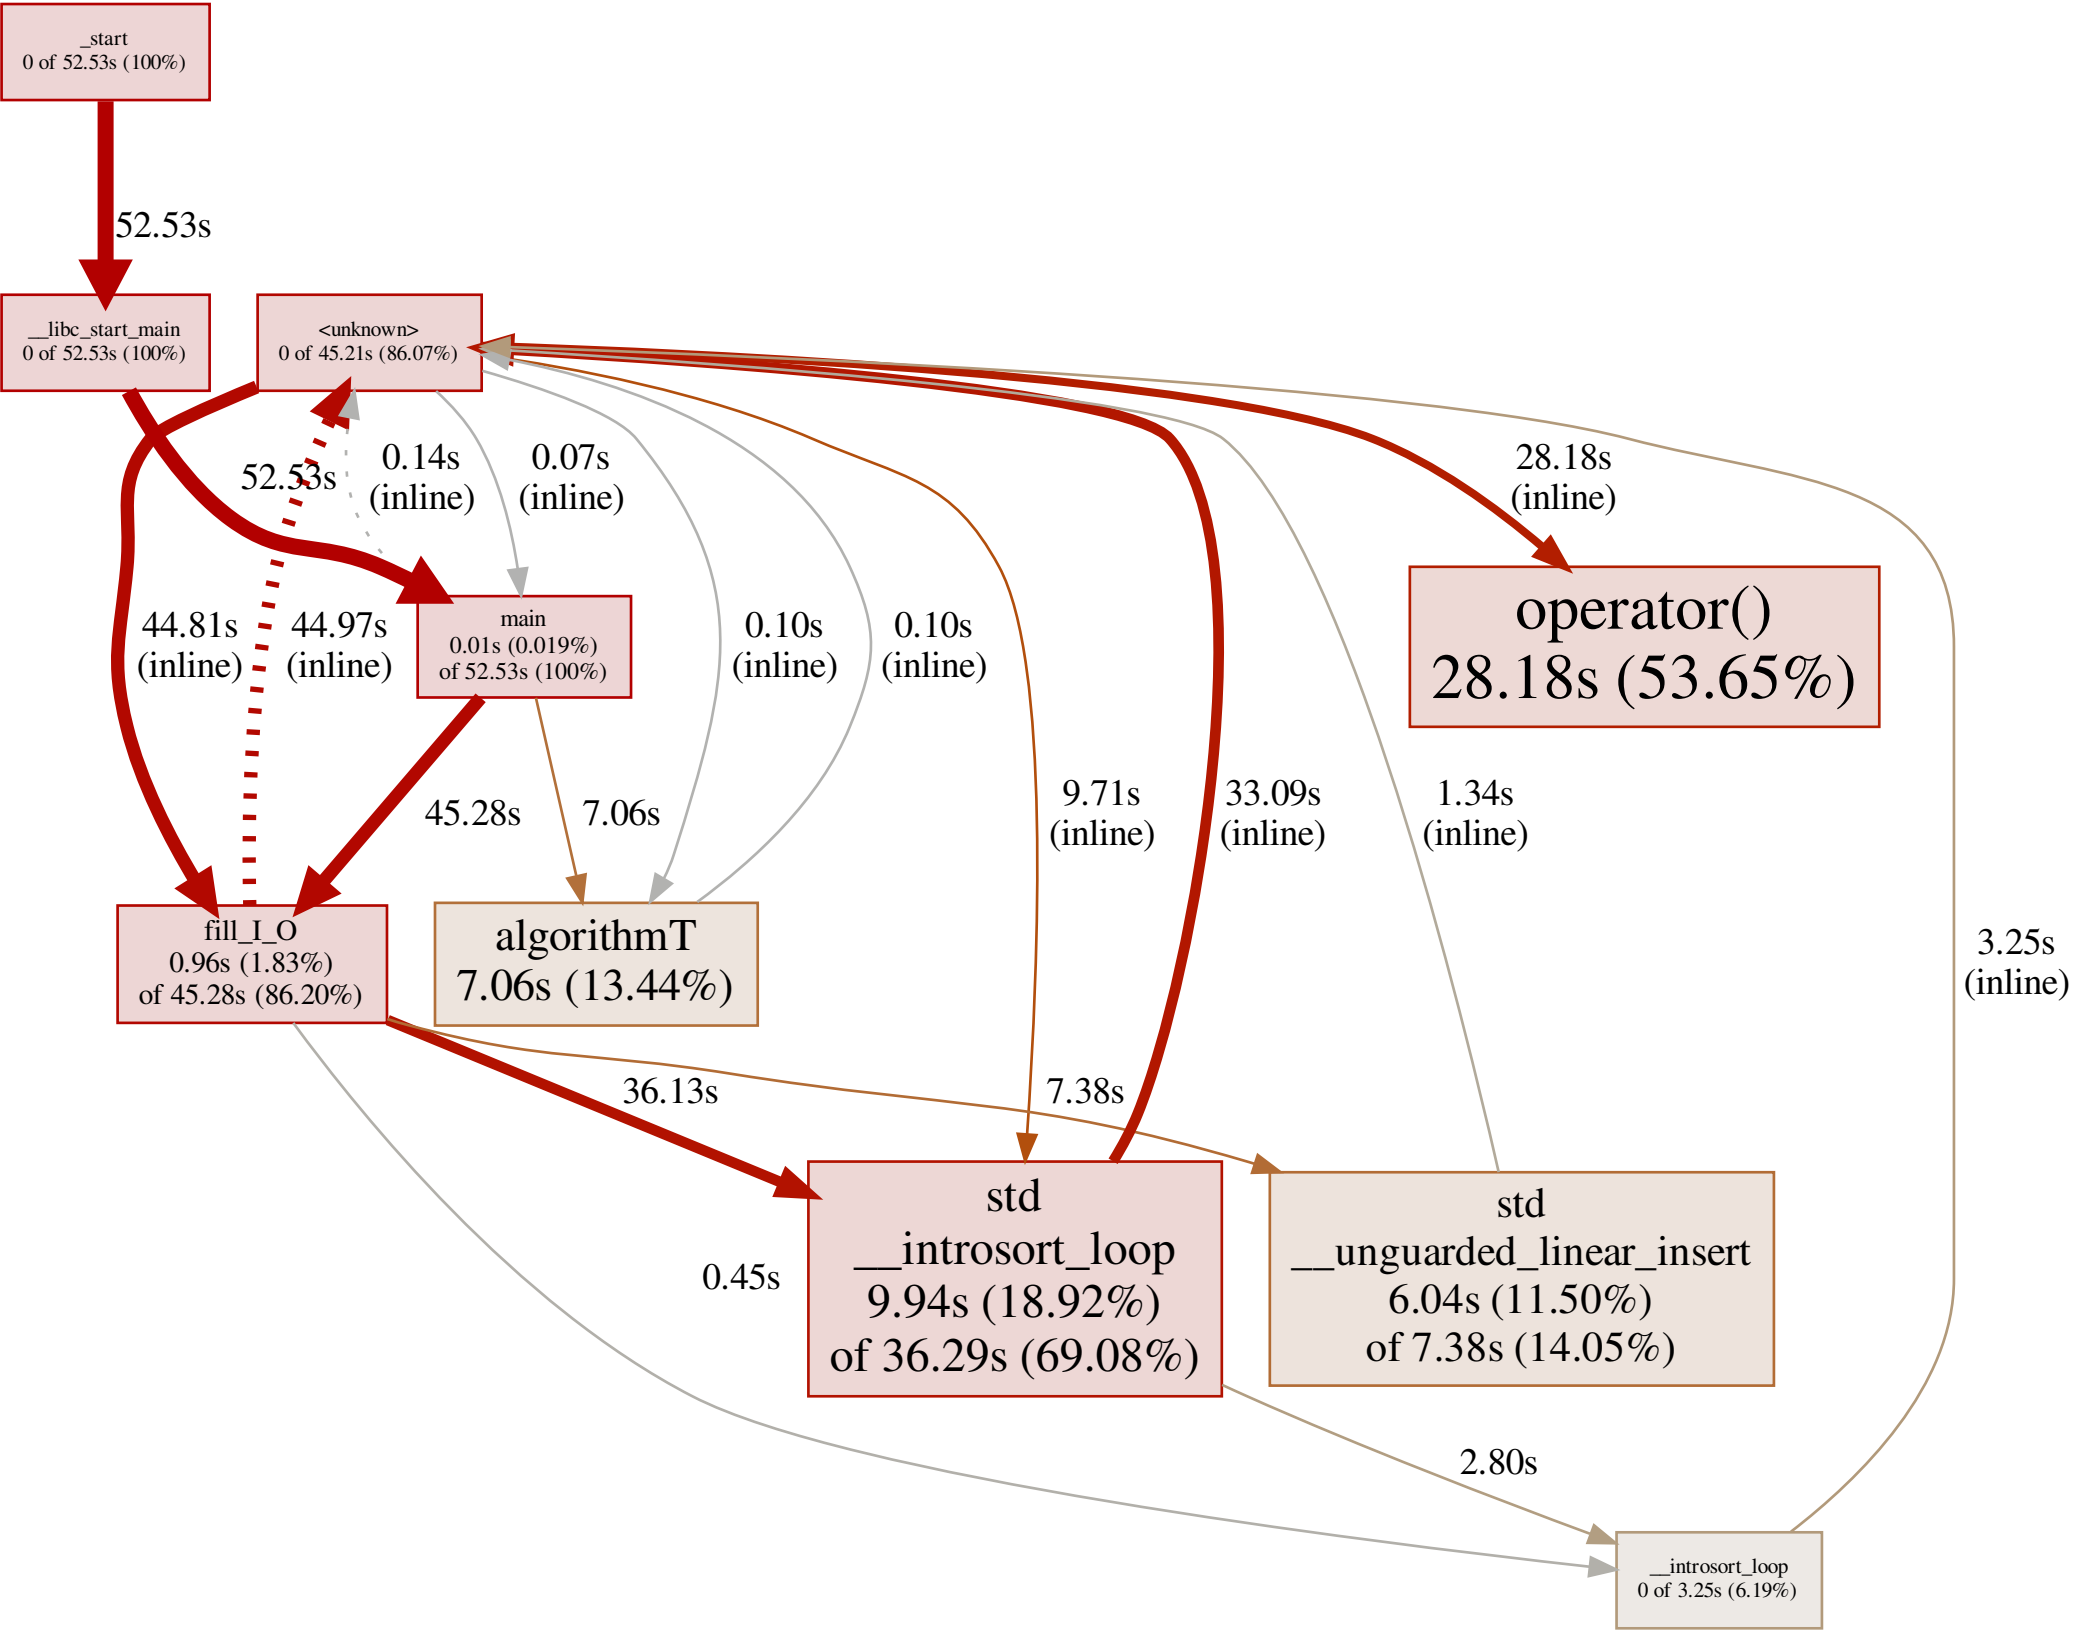 _start
0 of 52.53s (100%)
52.53s
__libc_start_main
0 of 52.53s (100%)
<unknown>
0 of 45.21s (86.07%)
52.53s
0.14s
(inline)
0.07s
(inline)
28.18s
(inline)
44.81s
(inline)
44.97s
(inline)
main
0.01s (0.019%)
of 52.53s (100%)
0.10s
(inline)
0.10s
(inline)
operator()
28.18s (53.65%)
45.28s
7.06s
9.71s
(inline)
33.09s
(inline)
1.34s
(inline)
fill_I_O
0.96s (1.83%)
of 45.28s (86.20%)
algorithmT
7.06s (13.44%)
3.25s
(inline)
36.13s
7.38s
0.45s
std
__introsort_loop
9.94s (18.92%)
of 36.29s (69.08%)
std
__unguarded_linear_insert
6.04s (11.50%)
of 7.38s (14.05%)
2.80s
__introsort_loop
0 of 3.25s (6.19%)